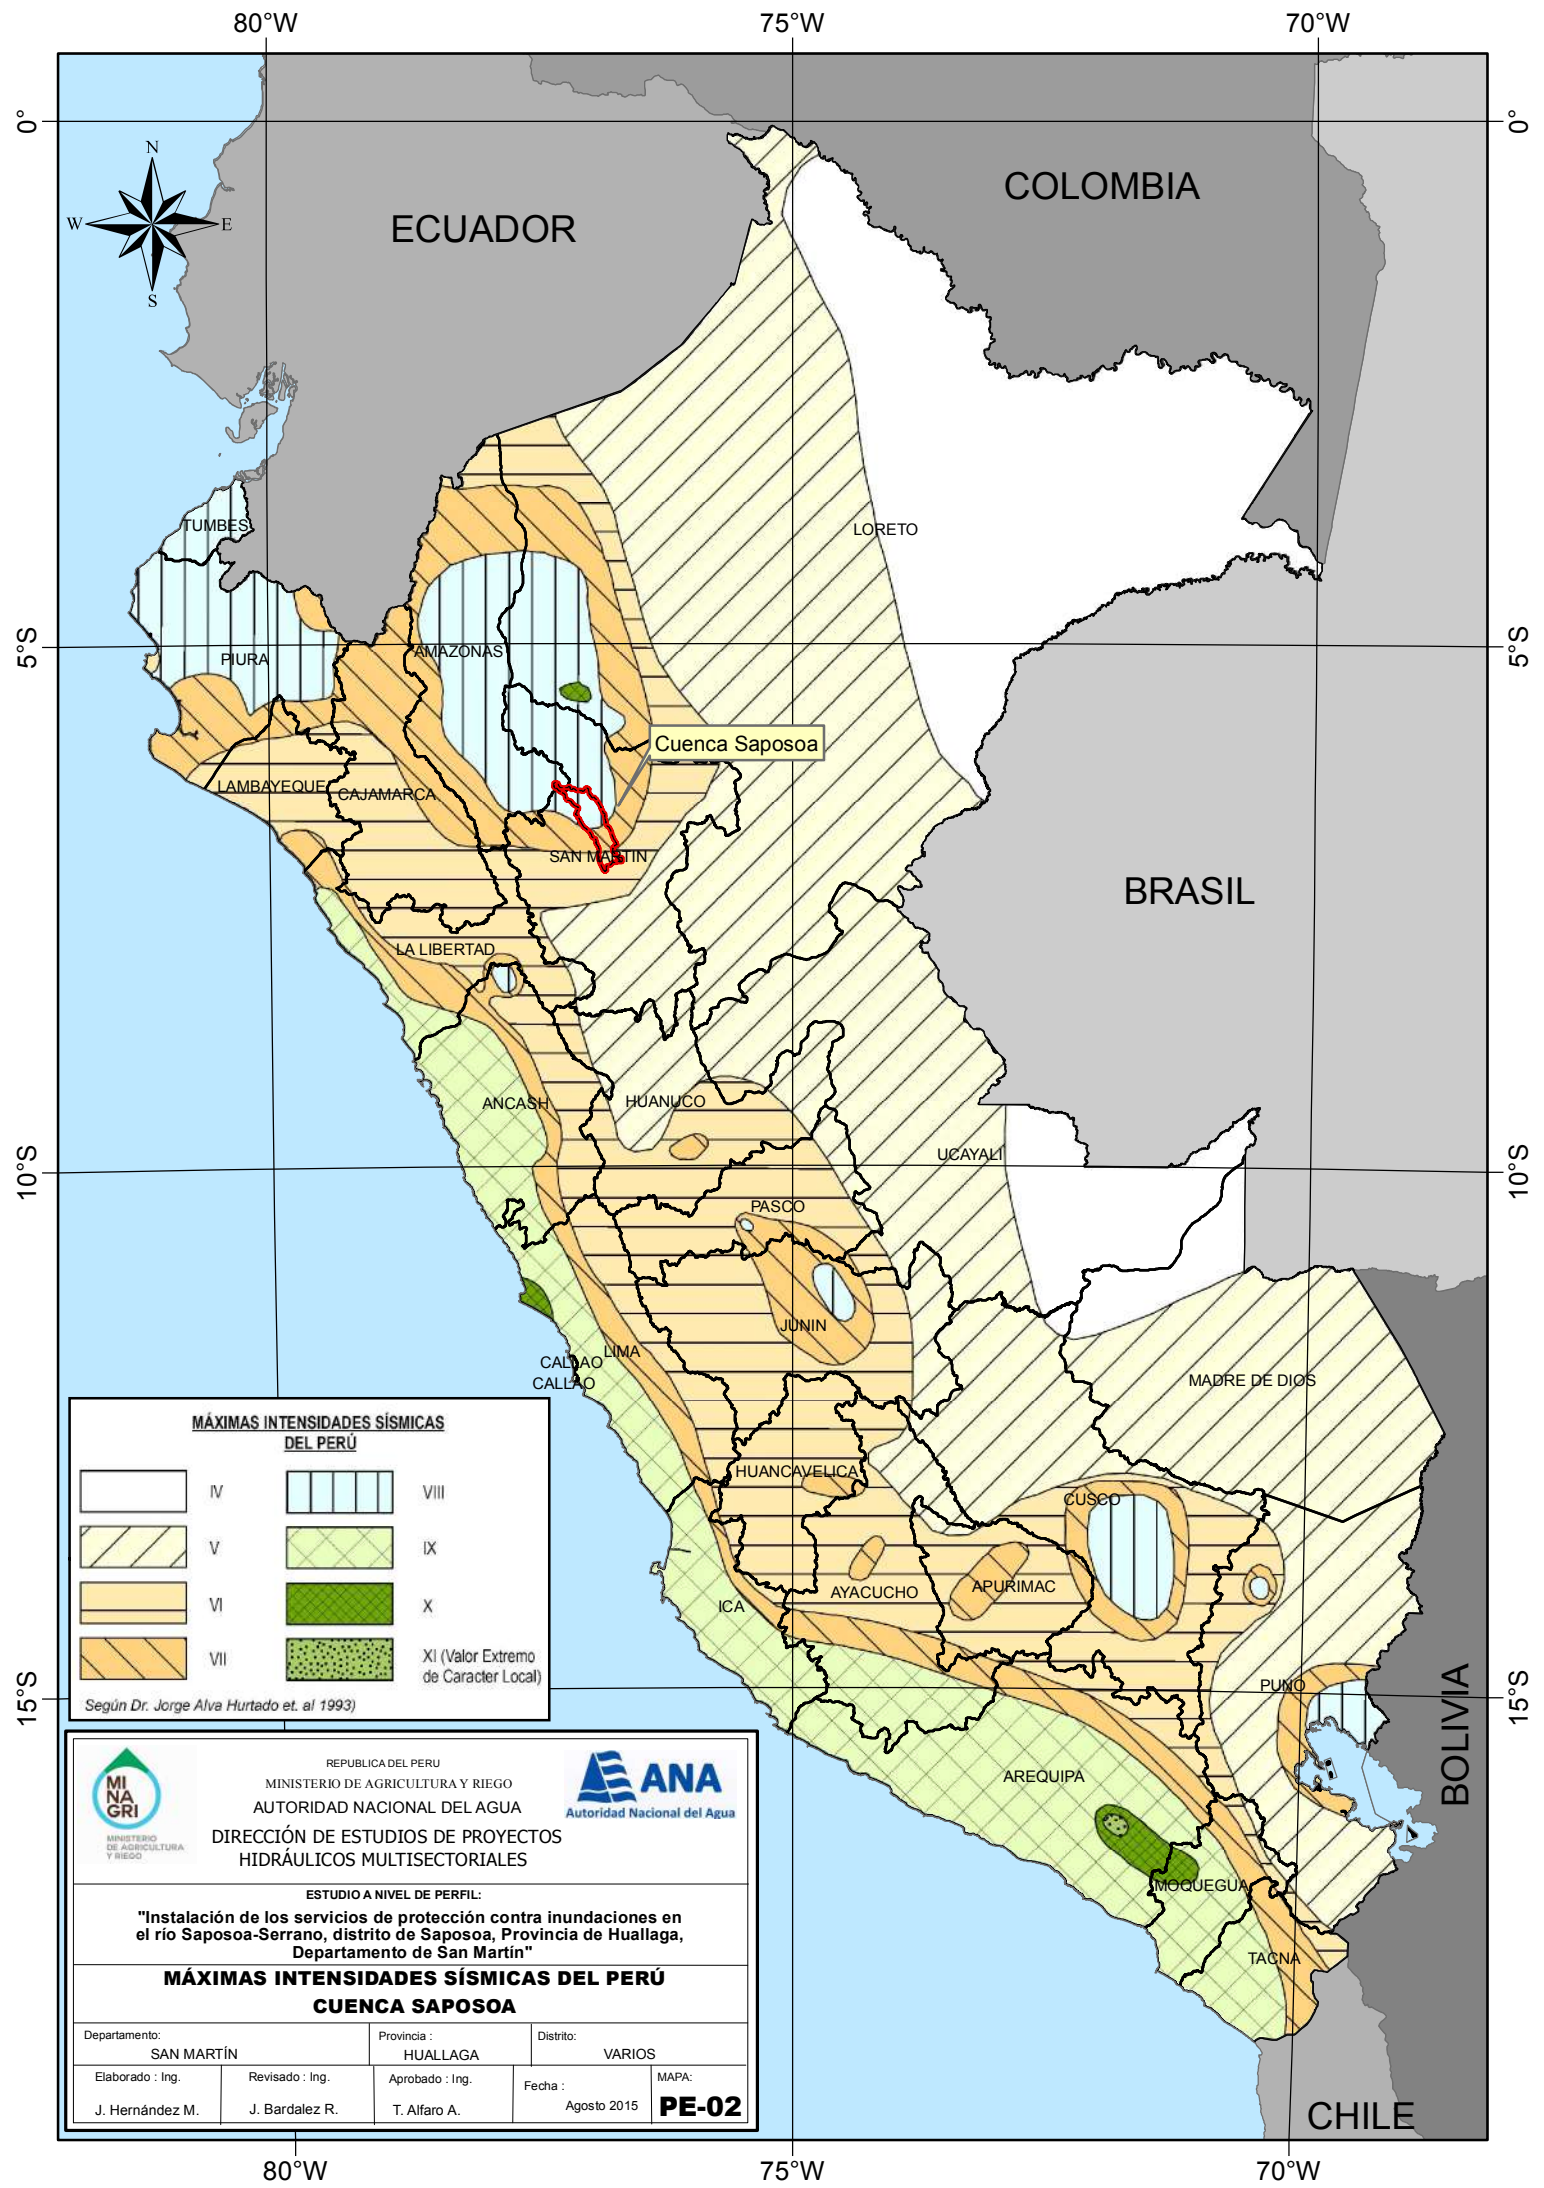 80°W
75°W
70°W
0°
0°
N
W
E
S
COLOMBIA
ECUADOR
TUMBES
LORETO
5°S
5°S
PIURA
AMAZONAS
Cuenca Saposoa
LAMBAYEQUE
CAJAMARCA
SAN MARTIN
BRASIL
LA LIBERTAD
ANCASH
HUANUCO
UCAYALI
10°S
10°S
PASCO
JUNIN
LIMA
CALLAO
CALLAO
MADRE DE DIOS
HUANCAVELICA
CUSCO
AYACUCHO
APURIMAC
ICA
PUNO
15°S
15°S
BOLIVIA
AREQUIPA
MOQUEGUA
TACNA
CHILE
MÁXIMAS INTENSIDADES SÍSMICAS
DEL PERÚ
IV
VIII
V
IX
VI
X
VII
XI (Valor Extremo
de Caracter Local)
Según Dr. Jorge Alva Hurtado et. al 1993)
MI
NA
GRI
MINISTERIO
DE AGRICULTURA
Y RIEGO
REPUBLICA DEL PERU
MINISTERIO DE AGRICULTURA Y RIEGO
AUTORIDAD NACIONAL DEL AGUA
DIRECCIÓN DE ESTUDIOS DE PROYECTOS
HIDRÁULICOS MULTISECTORIALES
ANA
Autoridad Nacional del Agua
ESTUDIO A NIVEL DE PERFIL:
"Instalación de los servicios de protección contra inundaciones en
el río Saposoa-Serrano, distrito de Saposoa, Provincia de Huallaga,
Departamento de San Martín"
MÁXIMAS INTENSIDADES SÍSMICAS DEL PERÚ
CUENCA SAPOSOA
Departamento:
SAN MARTÍN
Provincia :
HUALLAGA
Distrito:
VARIOS
Elaborado : Ing.
J. Hernández M.
Revisado : Ing.
J. Bardalez R.
Aprobado : Ing.
T. Alfaro A.
Fecha :
Agosto 2015
MAPA:
PE-02
80°W
75°W
70°W